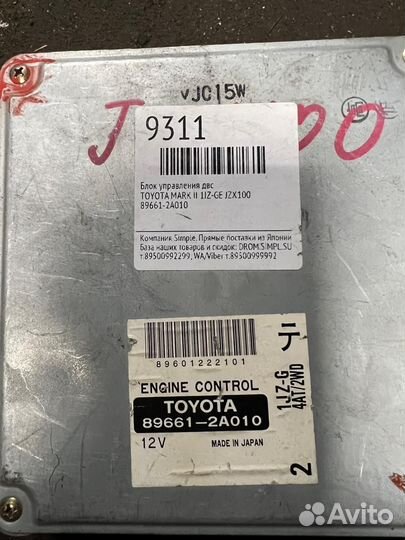 vJC15W
J
00
9311
Блок управления двс
TOYOTA MARK II 1JZ-GE JZX100
89661-2A010
Компания Simple. Прямые поставки из Японии
База наших товаров и скидок: DROM.SIMPL.SU
т.89500992299; WA/Viber т.89500999992
89601222101
ENGINE CONTROL
TOYOTA
89661-2A010
12V
MADE IN JAPAN
テ
1JZ-G
4AT/2WD
2
Avito